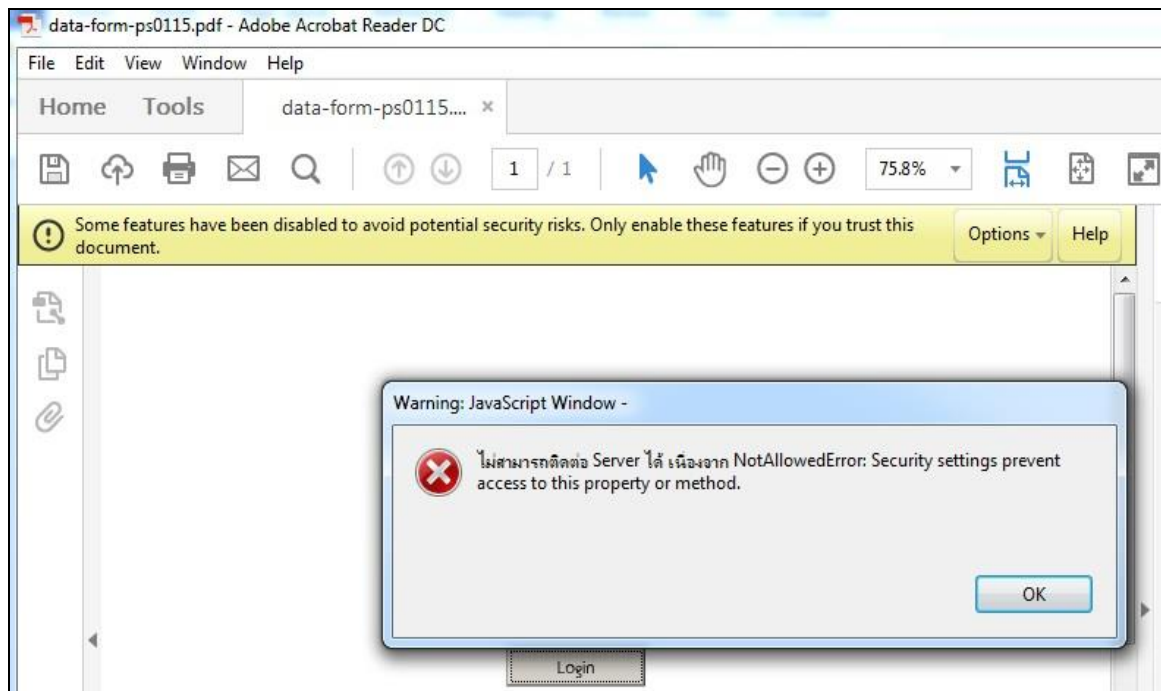 data-form-ps0115.pdf - Adobe Acrobat Reader DC
File Edit View Window Help
Home Tools data-form-ps0115.... ×
1 / 1 75.8%
Some features have been disabled to avoid potential security risks. Only enable these features if you trust this
document.
Options Help
Warning: JavaScript Window -
ไม่สามารถติดต่อ Server ได้ เนื่องจาก NotAllowedError: Security settings prevent
access to this property or method.
OK
Login